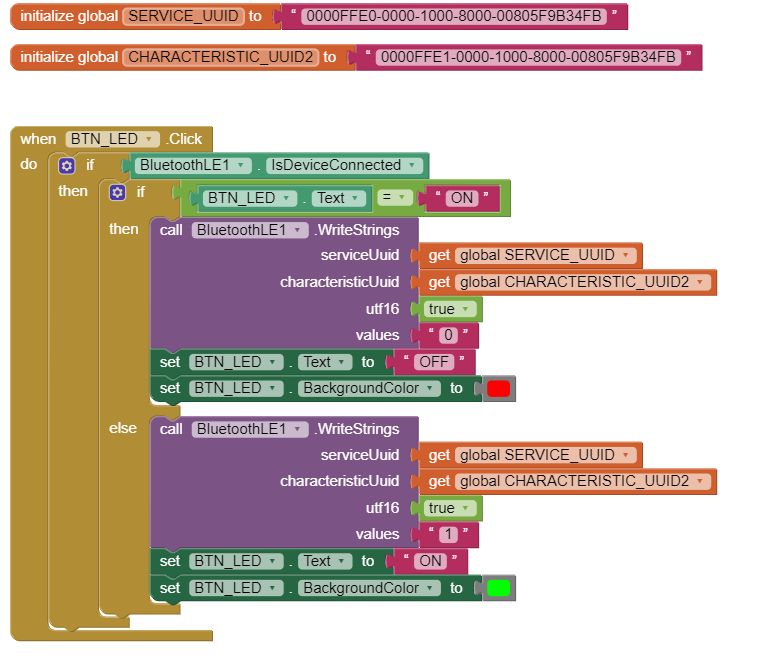 initialize global SERVICE_UUID to " 0000FFE0-0000-1000-8000-00805F9B34FB "
initialize global CHARACTERISTIC_UUID2 to " 0000FFE1-0000-1000-8000-00805F9B34FB "
when BTN_LED .Click
do if BluetoothLE1 . IsDeviceConnected
then if BTN_LED . Text = " ON "
then call BluetoothLE1 .WriteStrings
serviceUuid get global SERVICE_UUID
characteristicUuid get global CHARACTERISTIC_UUID2
utf16 true
values " 0 "
set BTN_LED . Text to " OFF "
set BTN_LED . BackgroundColor to
else call BluetoothLE1 .WriteStrings
serviceUuid get global SERVICE_UUID
characteristicUuid get global CHARACTERISTIC_UUID2
utf16 true
values " 1 "
set BTN_LED . Text to " ON "
set BTN_LED . BackgroundColor to